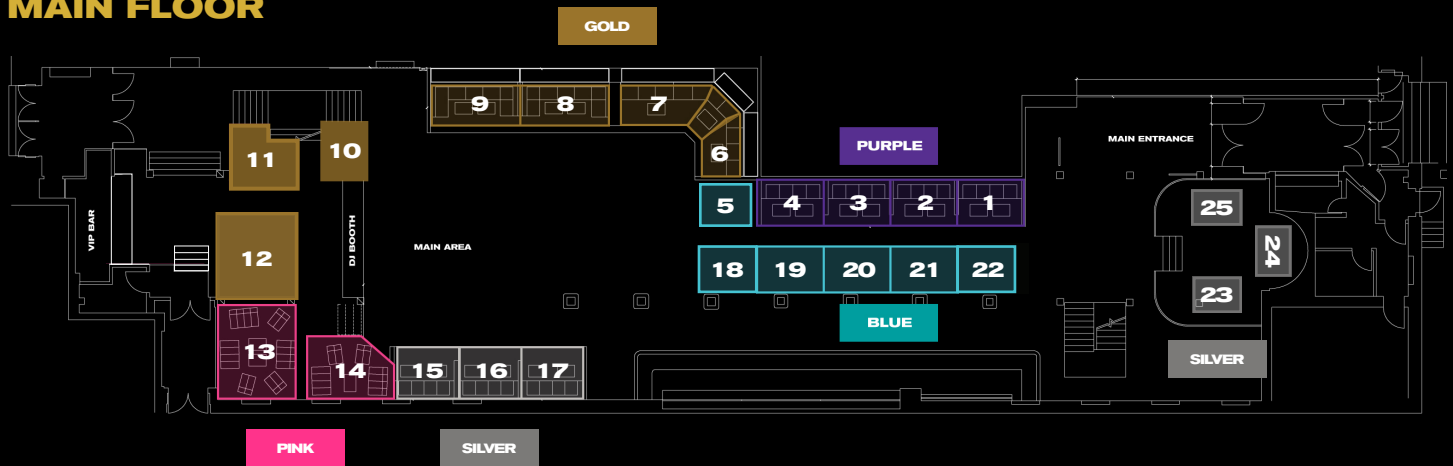 MAIN FLOOR
GOLD
9
8
7
11
10
6
PURPLE
MAIN ENTRANCE
5
4
3
2
1
25
VIP BAR
DJ BOOTH
MAIN AREA
12
24
18
19
20
21
22
23
BLUE
13
14
15
16
17
SILVER
PINK
SILVER